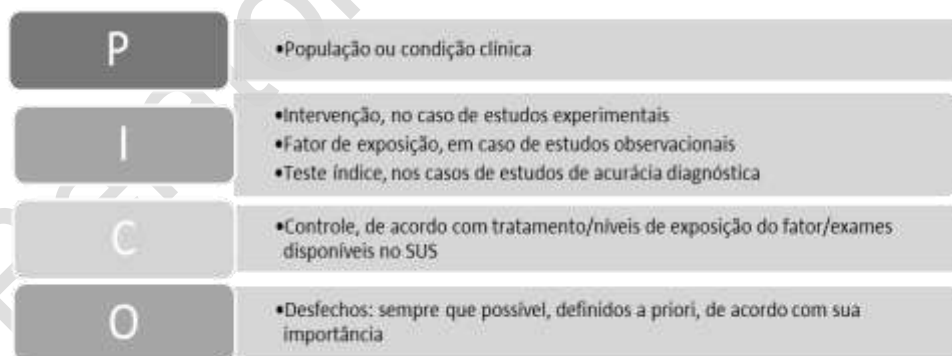 P
•População ou condição clínica
I
•Intervenção, no caso de estudos experimentais
•Fator de exposição, em caso de estudos observacionais
•Teste índice, nos casos de estudos de acurácia diagnóstica
C
•Controle, de acordo com tratamento/níveis de exposição do fator/exames
disponíveis no SUS
O
•Desfechos: sempre que possível, definidos a priori, de acordo com sua
importância